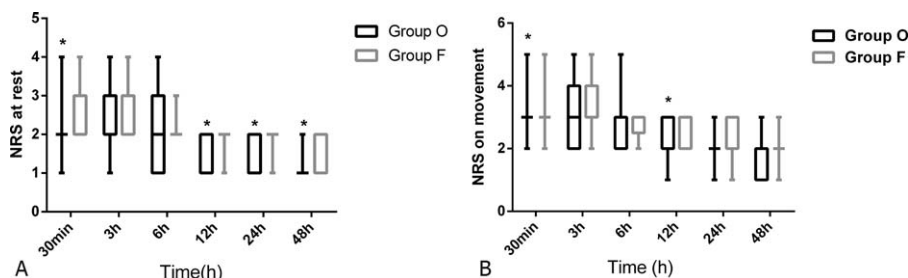 5
4
3
2
1
0
NRS at rest
*
*
*
*
30min
3h
6h
12h
24h
48h
Time(h)
A
Group O
Group F
6
4
2
0
NRS on movement
*
*
30min
3h
6h
12h
24h
48h
Time (h)
B
Group O
Group F